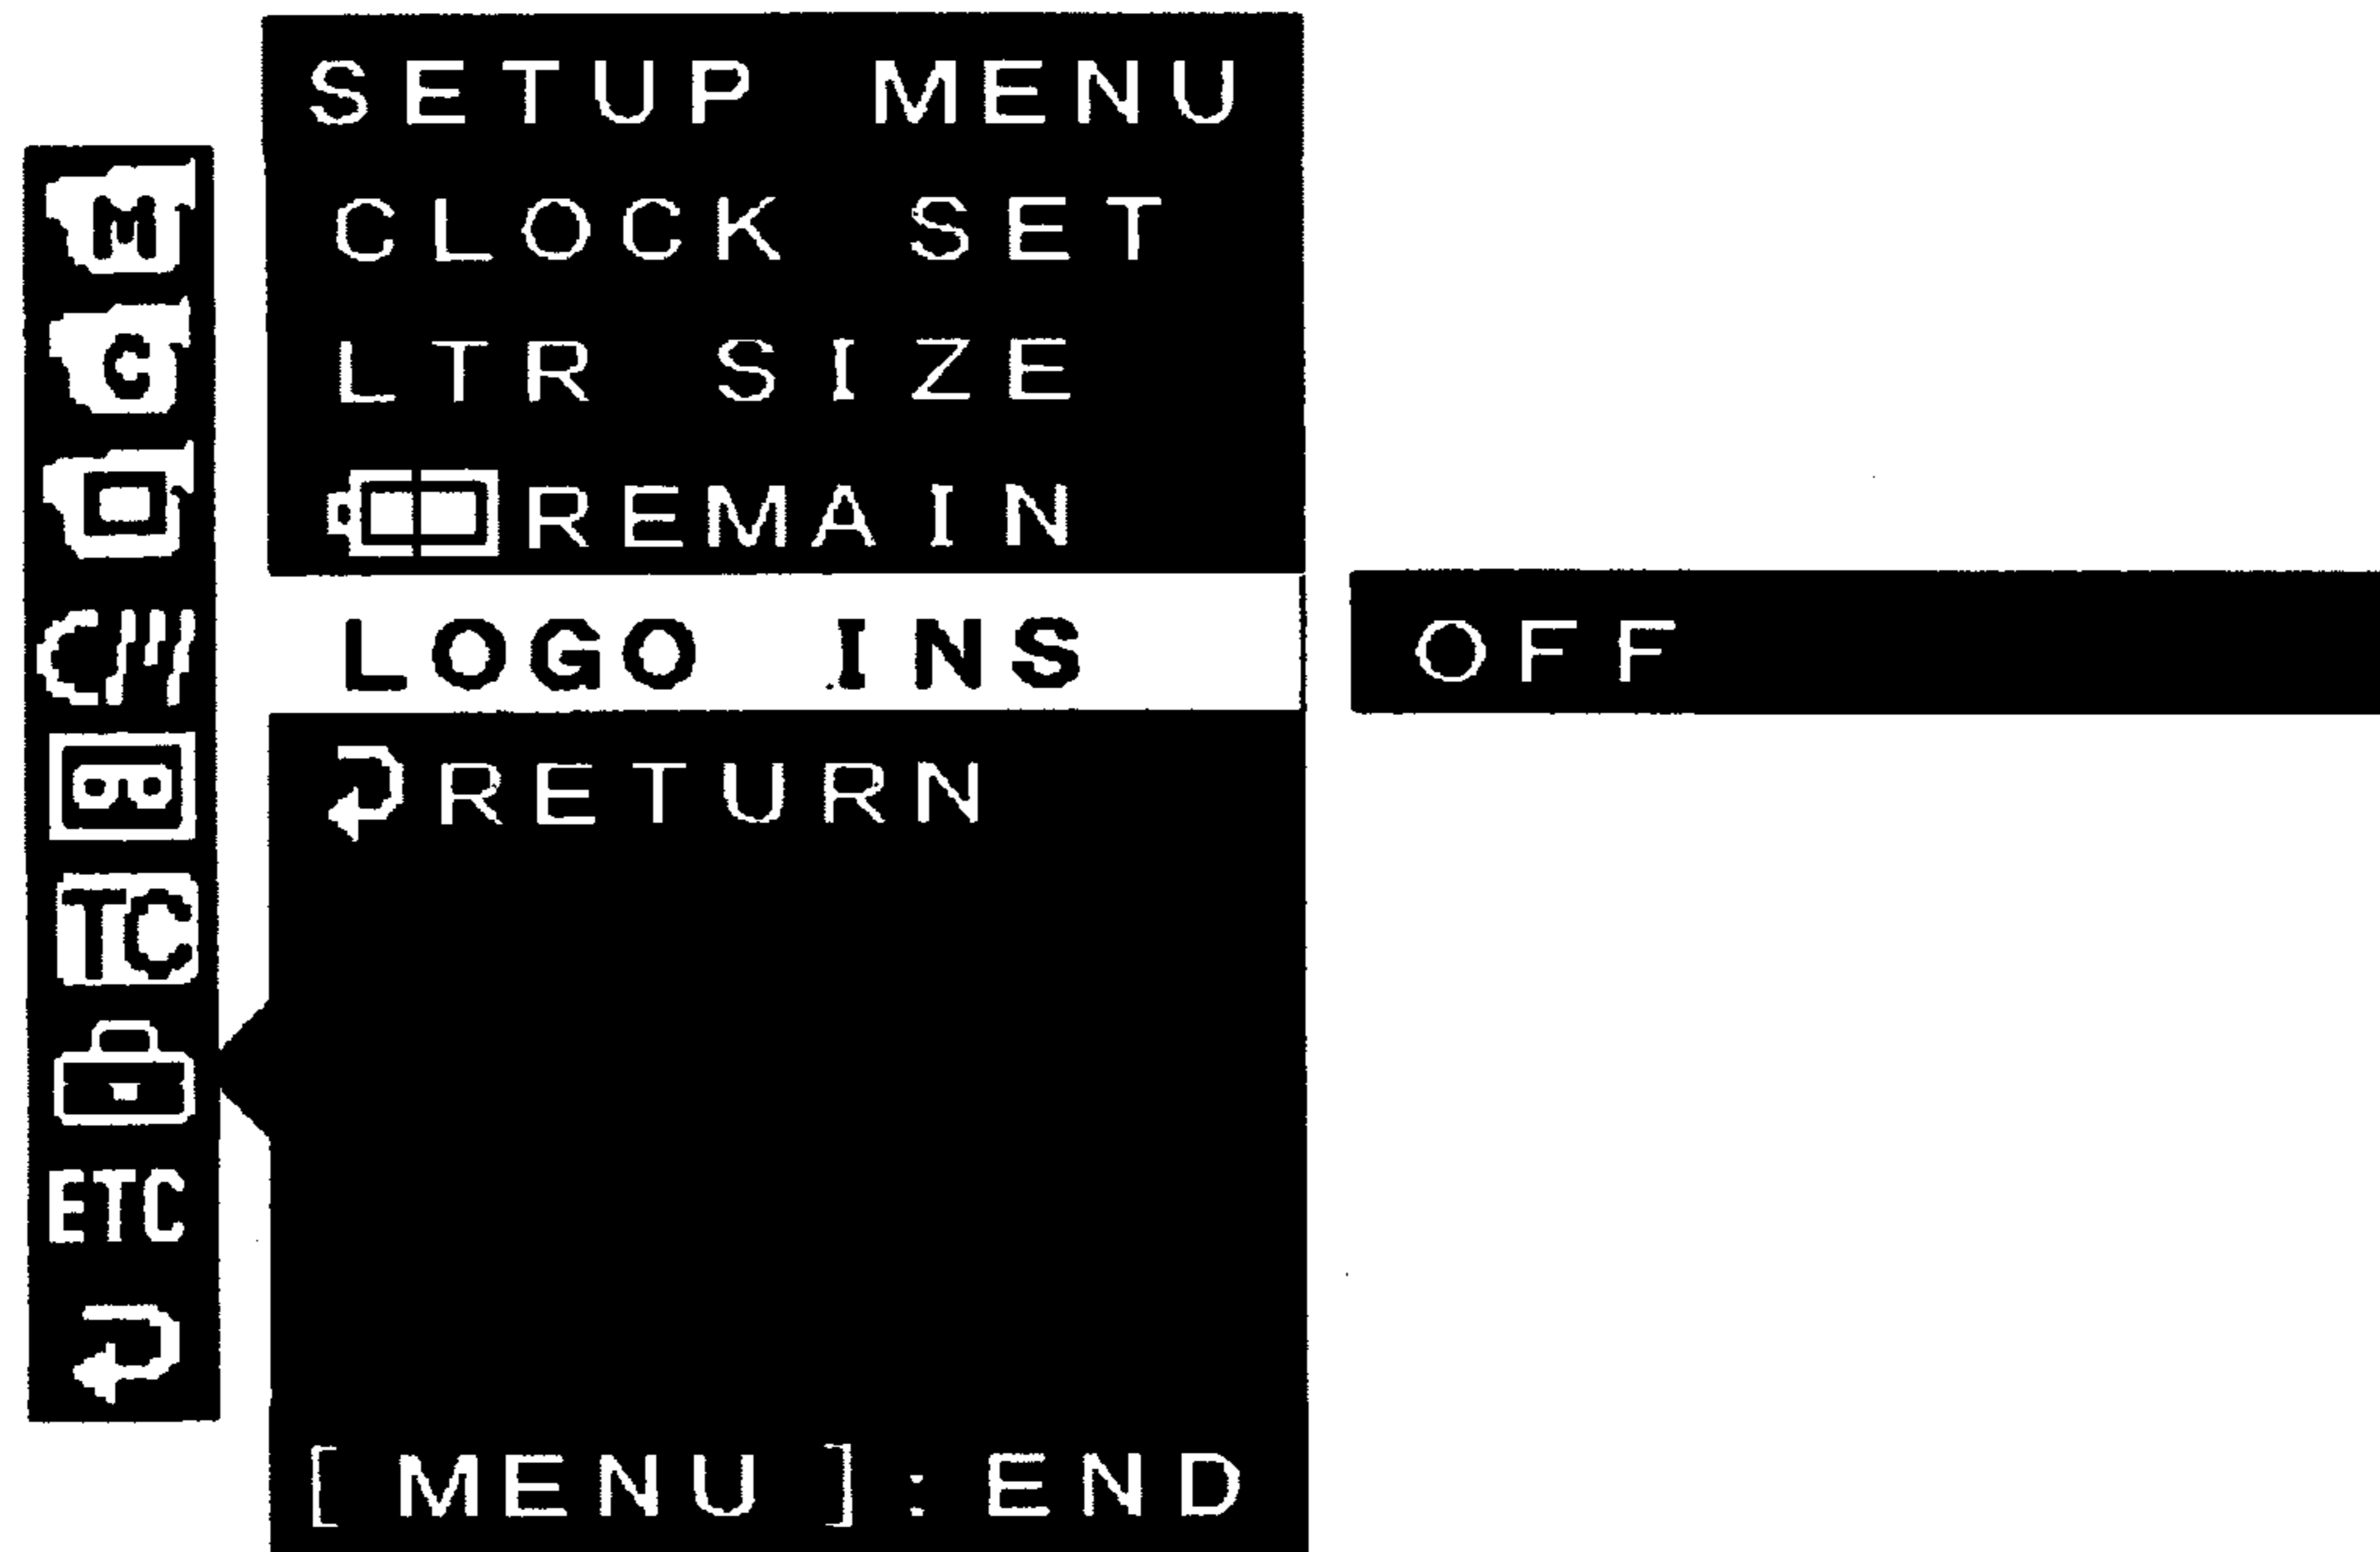 SETUP MENU
M
CLOCK SET
C
LTR SIZE
REMAIN
LOGO INS OFF
RETURN
TC
ETC
[ MENU ] : END